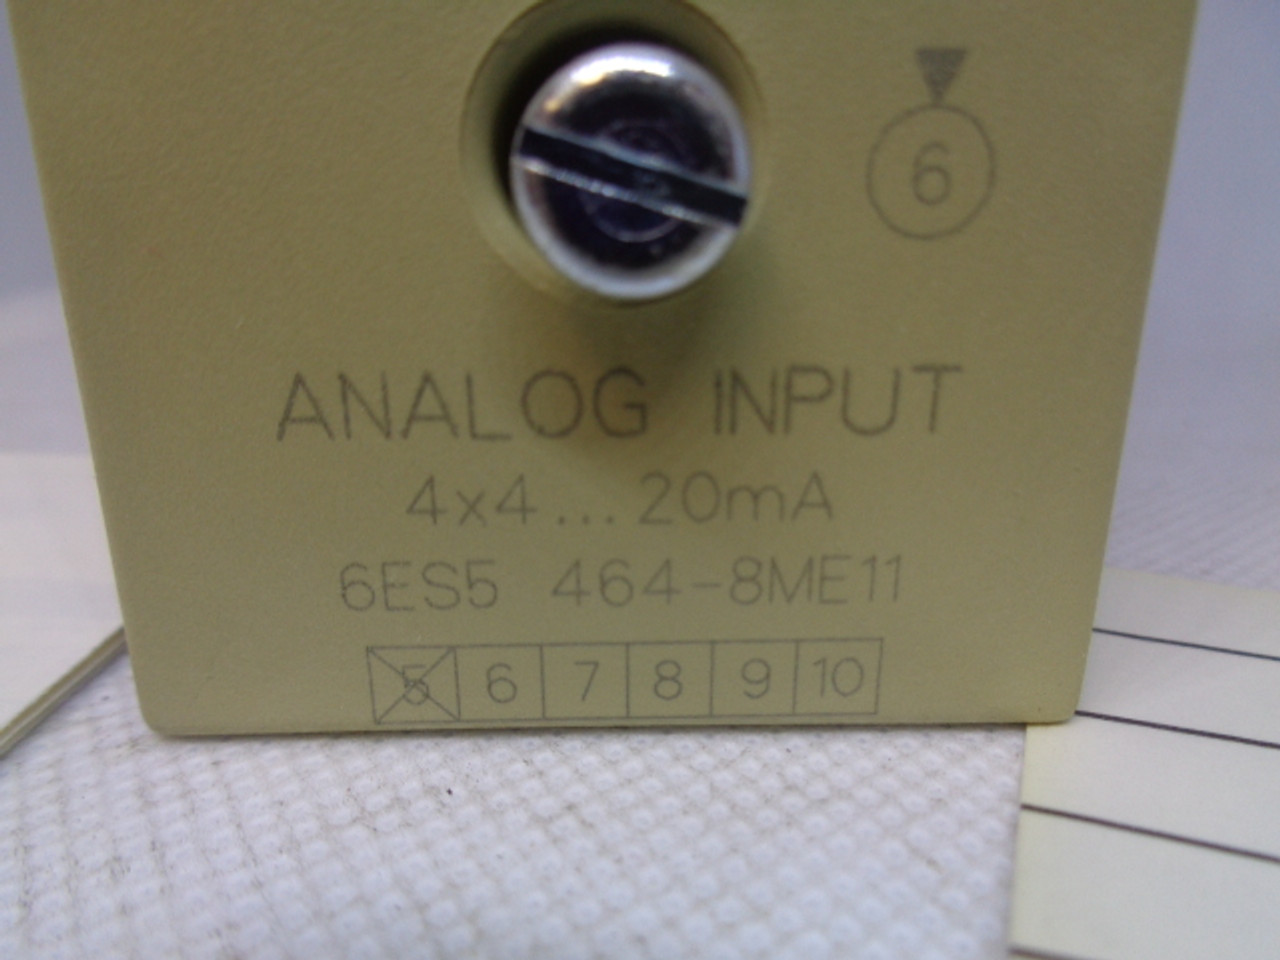 6
ANALOG INPUT
4x4...20mA
6ES5 464-8ME11
5 6 7 8 9 10